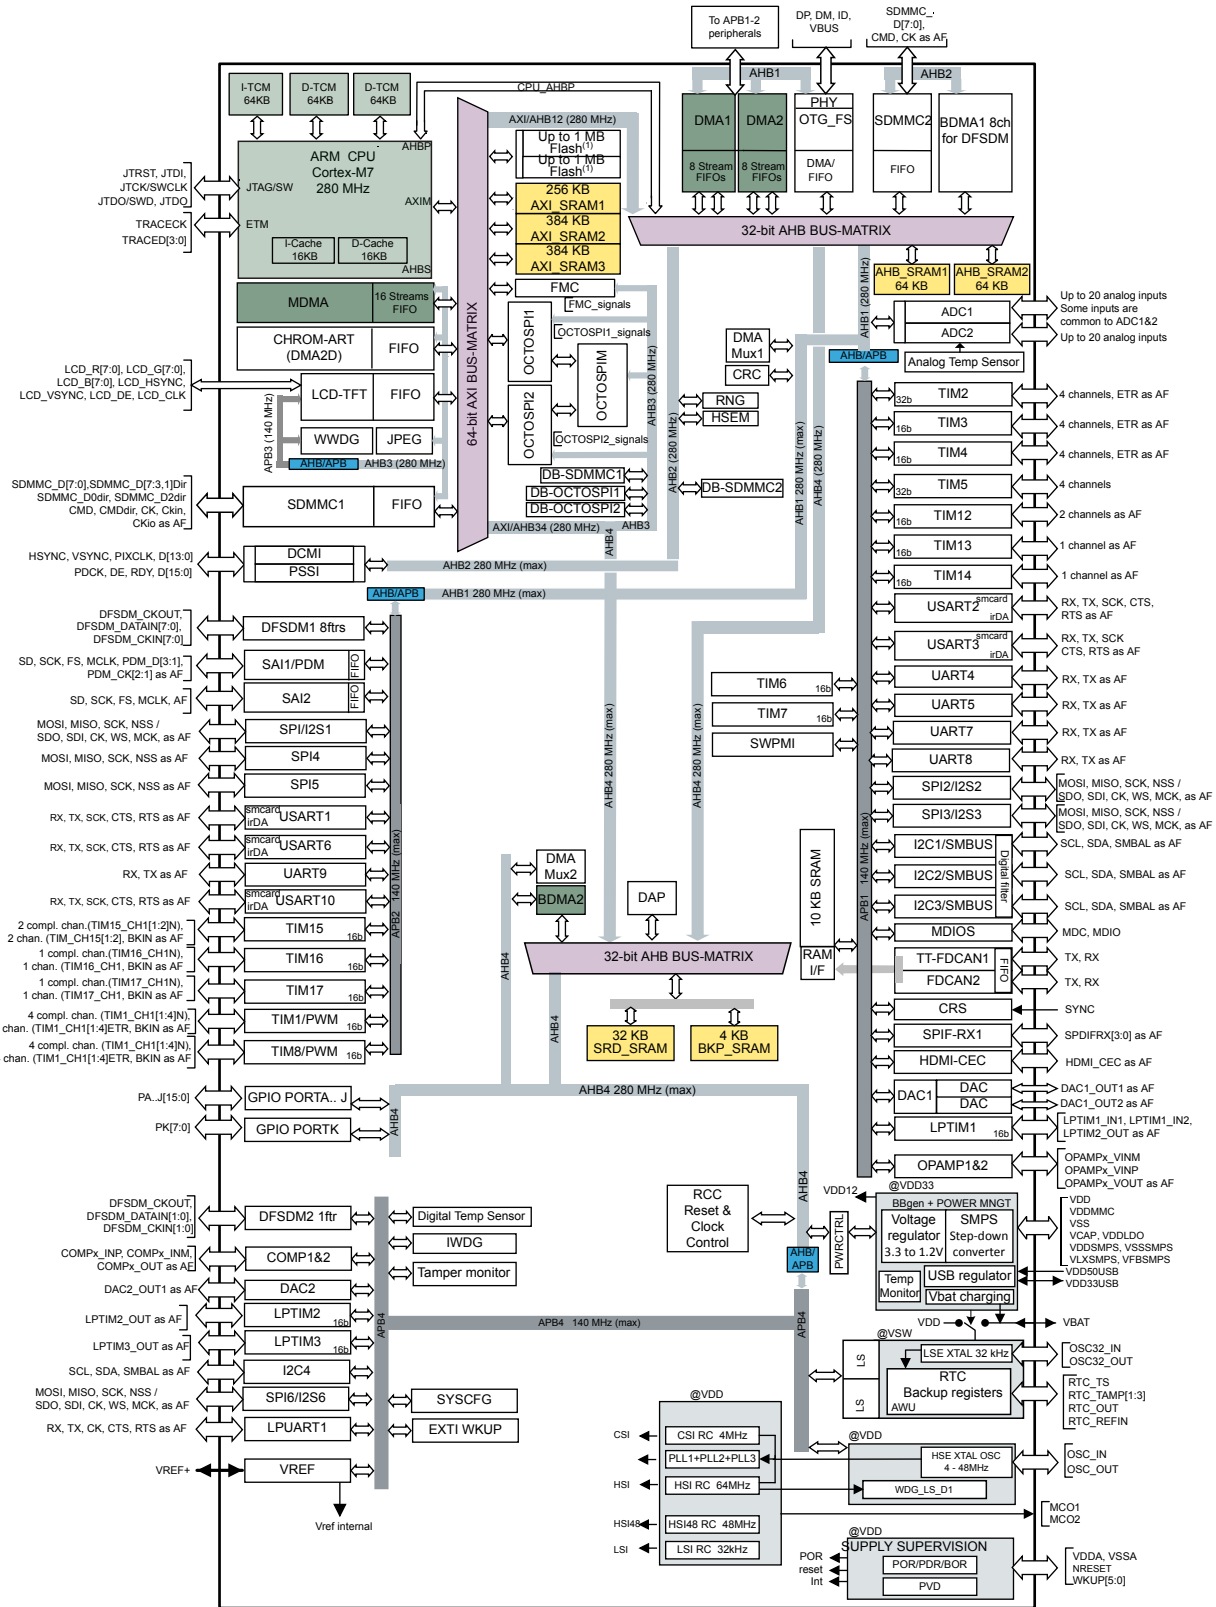 To APB1-2
peripherals
DP, DM, ID,
VBUS
SDMMC_
D[7:0],
CMD, CK as AF
I-TCM
64KB
D-TCM
64KB
D-TCM
64KB
CPU_AHBP
AHB1
AHB2
AXI/AHB12 (280 MHz)
AHBP
ARM CPU
Cortex-M7
280 MHz
JTRST, JTDI,
JTCK/SWCLK
JTDO/SWD, JTDO
JTAG/SW
AXIM
TRACECK
TRACED[3:0]
ETM
I-Cache
16KB
D-Cache
16KB
AHBS
Up to 1 MB
Flash(1)
Up to 1 MB
Flash(1)
256 KB
AXI_SRAM1
384 KB
AXI_SRAM2
384 KB
AXI_SRAM3
FMC
FMC_signals
DMA1
8 Stream
FIFOs
DMA2
8 Stream
FIFOs
PHY
OTG_FS
DMA/
FIFO
SDMMC2
FIFO
BDMA1 8ch
for DFSDM
32-bit AHB BUS-MATRIX
AHB_SRAM1
64 KB
AHB_SRAM2
64 KB
AHB1 (280 MHz)
ADC1
ADC2
Analog Temp Sensor
Up to 20 analog inputs
Some inputs are
common to ADC1&2
Up to 20 analog inputs
MDMA
16 Streams
FIFO
CHROM-ART
(DMA2D)
FIFO
LCD_R[7:0], LCD_G[7:0],
LCD_B[7:0], LCD_HSYNC,
LCD_VSYNC, LCD_DE, LCD_CLK
LCD-TFT
FIFO
WWDG
JPEG
APB3 (140 MHz)
AHB/APB
AHB3 (280 MHz)
64-bit AXI BUS-MATRIX
OCTOSPI1
OCTOSPI1_signals
OCTOSPIM
OCTOSPI2
OCTOSPI2_signals
AHB3 (280 MHz)
DB-SDMMC1
DB-OCTOSPI1
DB-OCTOSPI2
AXI/AHB34 (280 MHz)
AHB3
AHB4
AHB2 (280 MHz)
DMA
Mux1
CRC
RNG
HSEM
DB-SDMMC2
AHB1 280 MHz (max)
AHB4 (280 MHz)
AHB/APB
SDMMC_D[7:0],SDMMC_D[7:3,1]Dir
SDMMC_D0dir, SDMMC_D2dir
CMD, CMDdir, CK, Ckin,
CKio as AF
SDMMC1
FIFO
HSYNC, VSYNC, PIXCLK, D[13:0]
PDCK, DE, RDY, D[15:0]
DCMI
PSSI
AHB2 280 MHz (max)
AHB/APB
AHB1 280 MHz (max)
DFSDM_CKOUT,
DFSDM_DATAIN[7:0],
DFSDM_CKIN[7:0]
DFSDM1 8ftrs
SD, SCK, FS, MCLK, PDM_D[3:1],
PDM_CK[2:1] as AF
SAI1/PDM
FIFO
SD, SCK, FS, MCLK, AF
SAI2
FIFO
MOSI, MISO, SCK, NSS /
SDO, SDI, CK, WS, MCK, as AF
SPI/I2S1
MOSI, MISO, SCK, NSS as AF
SPI4
MOSI, MISO, SCK, NSS as AF
SPI5
RX, TX, SCK, CTS, RTS as AF
smcard
irDA
USART1
RX, TX, SCK, CTS, RTS as AF
smcard
irDA
USART6
RX, TX as AF
UART9
RX, TX, SCK, CTS, RTS as AF
smcard
irDA
USART10
2 compl. chan.(TIM15_CH1[1:2]N),
2 chan. (TIM_CH15[1:2], BKIN as AF
TIM15
16b
1 compl. chan.(TIM16_CH1N),
1 chan. (TIM16_CH1, BKIN as AF
TIM16
16b
1 compl. chan.(TIM17_CH1N),
1 chan. (TIM17_CH1, BKIN as AF
TIM17
16b
4 compl. chan. (TIM1_CH1[1:4]N),
chan. (TIM1_CH1[1:4]ETR, BKIN as AF
TIM1/PWM
16b
4 compl. chan. (TIM1_CH1[1:4]N),
chan. (TIM1_CH1[1:4]ETR, BKIN as AF
TIM8/PWM
16b
APB2 140 MHz (max)
AHB4 280 MHz (max)
AHB4 280 MHz (max)
TIM6
16b
TIM7
16b
SWPMI
10 KB SRAM
RAM
I/F
APB1 140 MHz (max)
TIM2
32b
4 channels, ETR as AF
TIM3
16b
4 channels, ETR as AF
TIM4
16b
4 channels, ETR as AF
TIM5
32b
4 channels
TIM12
16b
2 channels as AF
TIM13
16b
1 channel as AF
TIM14
16b
1 channel as AF
USART2
smcard
irDA
RX, TX, SCK, CTS,
RTS as AF
USART3
smcard
irDA
RX, TX, SCK
CTS, RTS as AF
UART4
RX, TX as AF
UART5
RX, TX as AF
UART7
RX, TX as AF
UART8
RX, TX as AF
SPI2/I2S2
MOSI, MISO, SCK, NSS /
SDO, SDI, CK, WS, MCK, as AF
SPI3/I2S3
MOSI, MISO, SCK, NSS /
SDO, SDI, CK, WS, MCK, as AF
I2C1/SMBUS
SCL, SDA, SMBAL as AF
I2C2/SMBUS
SCL, SDA, SMBAL as AF
I2C3/SMBUS
SCL, SDA, SMBAL as AF
Digital filter
MDIOS
MDC, MDIO
TT-FDCAN1
TX, RX
FDCAN2
TX, RX
FIFO
CRS
SYNC
SPIF-RX1
SPDIFRX[3:0] as AF
HDMI-CEC
HDMI_CEC as AF
DAC1
DAC
DAC
DAC1_OUT1 as AF
DAC1_OUT2 as AF
LPTIM1
16b
LPTIM1_IN1, LPTIM1_IN2,
LPTIM2_OUT as AF
OPAMP1&2
OPAMPx_VINM
OPAMPx_VINP
OPAMPx_VOUT as AF
DMA
Mux2
BDMA2
DAP
32-bit AHB BUS-MATRIX
AHB4
AHB4
32 KB
SRD_SRAM
4 KB
BKP_SRAM
AHB4 280 MHz (max)
PA..J[15:0]
GPIO PORTA.. J
PK[7:0]
GPIO PORTK
AHB4
AHB4
DFSDM_CKOUT,
DFSDM_DATAIN[1:0],
DFSDM_CKIN[1:0]
DFSDM2 1ftr
COMPx_INP, COMPx_INM,
COMPx_OUT as AF
COMP1&2
DAC2_OUT1 as AF
DAC2
LPTIM2_OUT as AF
LPTIM2
16b
LPTIM3_OUT as AF
LPTIM3
16b
SCL, SDA, SMBAL as AF
I2C4
MOSI, MISO, SCK, NSS /
SDO, SDI, CK, WS, MCK, as AF
SPI6/I2S6
RX, TX, CK, CTS, RTS as AF
LPUART1
VREF+
VREF
Vref internal
Digital Temp Sensor
IWDG
Tamper monitor
APB4
APB4 140 MHz (max)
SYSCFG
EXTI WKUP
RCC
Reset &
Clock
Control
AHB/
APB
APB4
PWRCTRL
VDD12
@VDD33
BBgen + POWER MNGT
Voltage
regulator
3.3 to 1.2V
SMPS
Step-down
converter
Temp
Monitor
USB regulator
Vbat charging
VDD
VDDMMC
VSS
VCAP, VDDLDO
VDDSMPS, VSSSMPS
VLXSMPS, VFBSMPS
VDD50USB
VDD33USB
VDD
VBAT
@VSW
LS
LS
LSE XTAL 32 kHz
RTC
Backup registers
AWU
OSC32_IN
OSC32_OUT
RTC_TS
RTC_TAMP[1:3]
RTC_OUT
RTC_REFIN
@VDD
CSI
CSI RC 4MHz
PLL1+PLL2+PLL3
HSI
HSI RC 64MHz
HSI48
HSI48 RC 48MHz
LSI
LSI RC 32kHz
@VDD
HSE XTAL OSC
4 - 48MHz
WDG_LS_D1
OSC_IN
OSC_OUT
MCO1
MCO2
@VDD
SUPPLY SUPERVISION
POR
reset
Int
POR/PDR/BOR
PVD
VDDA, VSSA
NRESET
WKUP[5:0]